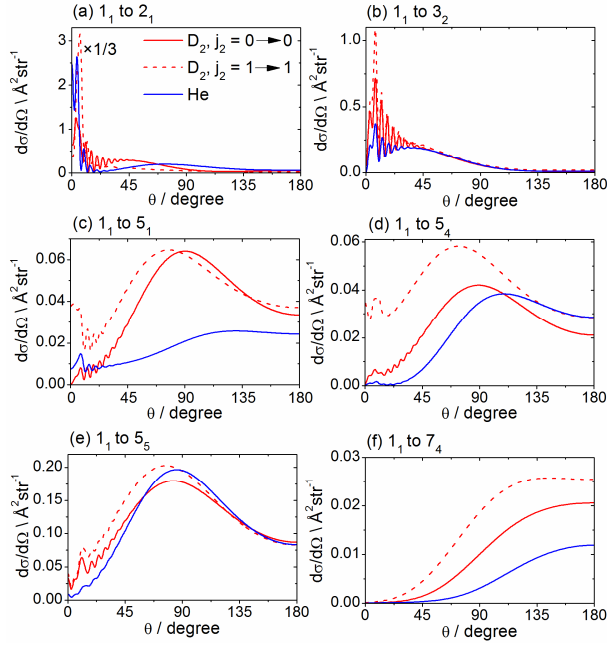 (a) 1₁ to 2₁
(b) 1₁ to 3₂
×1/3
D₂, j₂ = 0→0
D₂, j₂ = 1→1
He
dσ/dΩ \ Å²str⁻¹
3
2
1
0
0 45 90 135 180
θ / degree
dσ/dΩ \ Å²str⁻¹
1.0
0.5
0.0
0 45 90 135 180
θ / degree
(c) 1₁ to 5₁
(d) 1₁ to 5₄
dσ/dΩ \ Å²str⁻¹
0.06
0.04
0.02
0.00
0 45 90 135 180
θ / degree
dσ/dΩ \ Å²str⁻¹
0.06
0.04
0.02
0.00
0 45 90 135 180
θ / degree
(e) 1₁ to 5₅
(f) 1₁ to 7₄
dσ/dΩ \ Å²str⁻¹
0.20
0.15
0.10
0.05
0.00
0 45 90 135 180
θ / degree
dσ/dΩ \ Å²str⁻¹
0.03
0.02
0.01
0.00
0 45 90 135 180
θ / degree